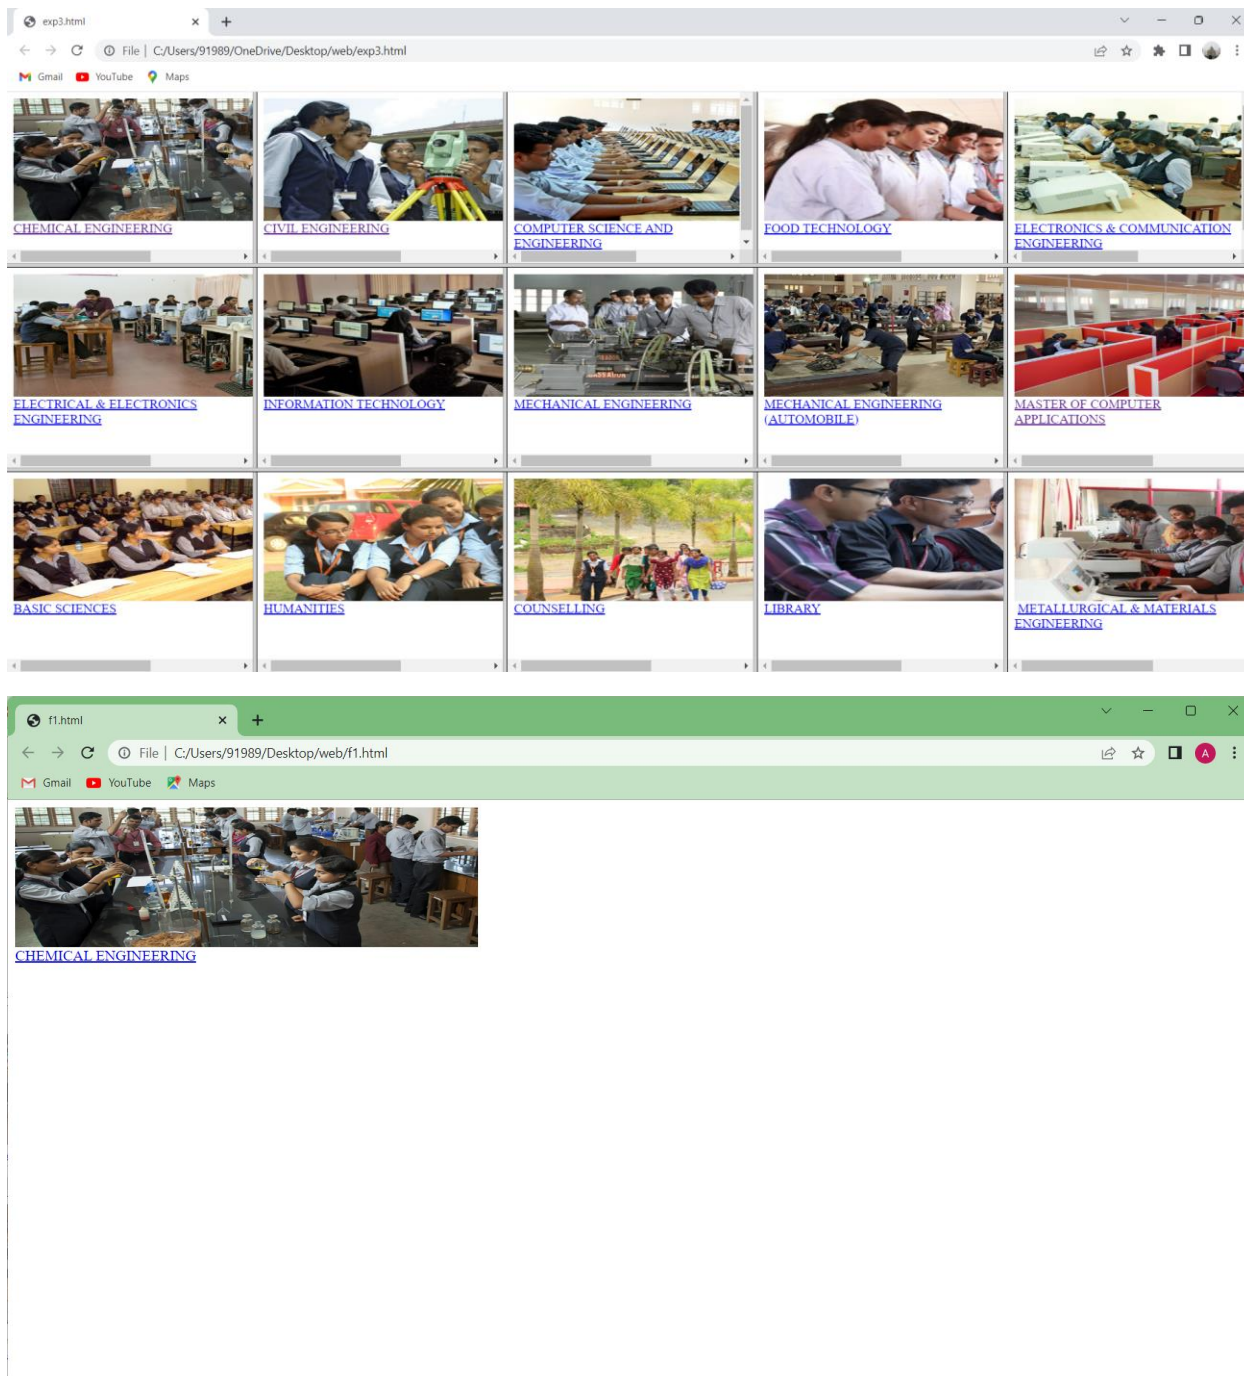 exp3.html
File | C:/Users/91989/OneDrive/Desktop/web/exp3.html
Gmail YouTube Maps
CHEMICAL ENGINEERING
CIVIL ENGINEERING
COMPUTER SCIENCE AND
ENGINEERING
FOOD TECHNOLOGY
ELECTRONICS & COMMUNICATION
ENGINEERING
ELECTRICAL & ELECTRONICS
ENGINEERING
INFORMATION TECHNOLOGY
MECHANICAL ENGINEERING
MECHANICAL ENGINEERING
(AUTOMOBILE)
MASTER OF COMPUTER
APPLICATIONS
BASIC SCIENCES
HUMANITIES
COUNSELLING
LIBRARY
METALLURGICAL & MATERIALS
ENGINEERING
f1.html
File | C:/Users/91989/Desktop/web/f1.html
A
Gmail YouTube Maps
CHEMICAL ENGINEERING